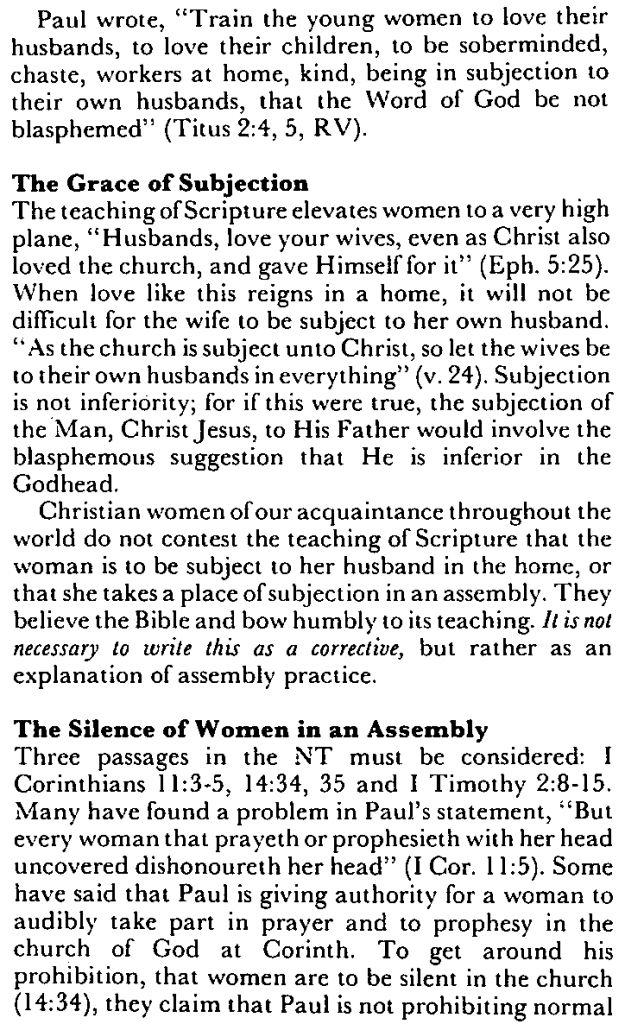 Paul wrote, “Train the young women to love their
husbands, to love their children, to be soberminded,
chaste, workers at home, kind, being in subjection to
their own husbands, that the Word of God be not
blasphemed” (Titus 2:4, 5, RV).
The Grace of Subjection
The teaching of Scripture elevates women to a very high
plane, “Husbands, love your wives, even as Christ also
loved the church, and gave Himself for it” (Eph. 5:25).
When love like this reigns in a home, it will not be
difficult for the wife to be subject to her own husband.
“As the church is subject unto Christ, so let the wives be
to their own husbands in everything” (v. 24). Subjection
is not inferiority; for if this were true, the subjection of
the Man, Christ Jesus, to His Father would involve the
blasphemous suggestion that He is inferior in the
Godhead.
Christian women of our acquaintance throughout the
world do not contest the teaching of Scripture that the
woman is to be subject to her husband in the home, or
that she takes a place of subjection in an assembly. They
believe the Bible and bow humbly to its teaching. It is not
necessary to write this as a corrective, but rather as an
explanation of assembly practice.
The Silence of Women in an Assembly
Three passages in the NT must be considered: I
Corinthians 11:3-5, 14:34, 35 and I Timothy 2:8-15.
Many have found a problem in Paul's statement, “But
every woman that prayeth or prophesieth with her head
uncovered dishonoureth her head” (I Cor. 11:5). Some
have said that Paul is giving authority for a woman to
audibly take part in prayer and to prophesy in the
church of God at Corinth. To get around his
prohibition, that women are to be silent in the church
(14:34), they claim that Paul is not prohibiting normal